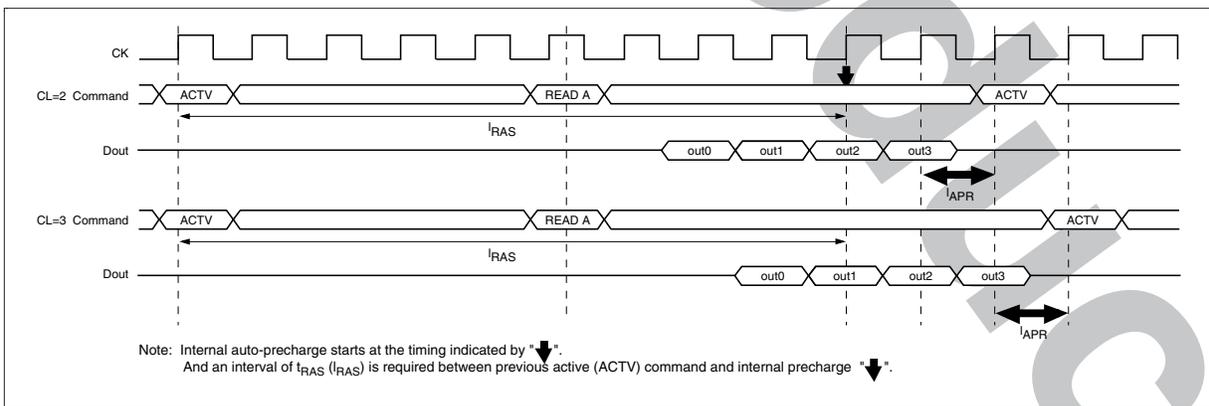 CK
CL=2 Command ACTV READ A ACTV
lRAS
Dout out0 out1 out2 out3
lAPR
CL=3 Command ACTV READ A ACTV
lRAS
Dout out0 out1 out2 out3
lAPR
Note: Internal auto-precharge starts at the timing indicated by " ".
And an interval of tRAS (lRAS) is required between previous active (ACTV) command and internal precharge " ".